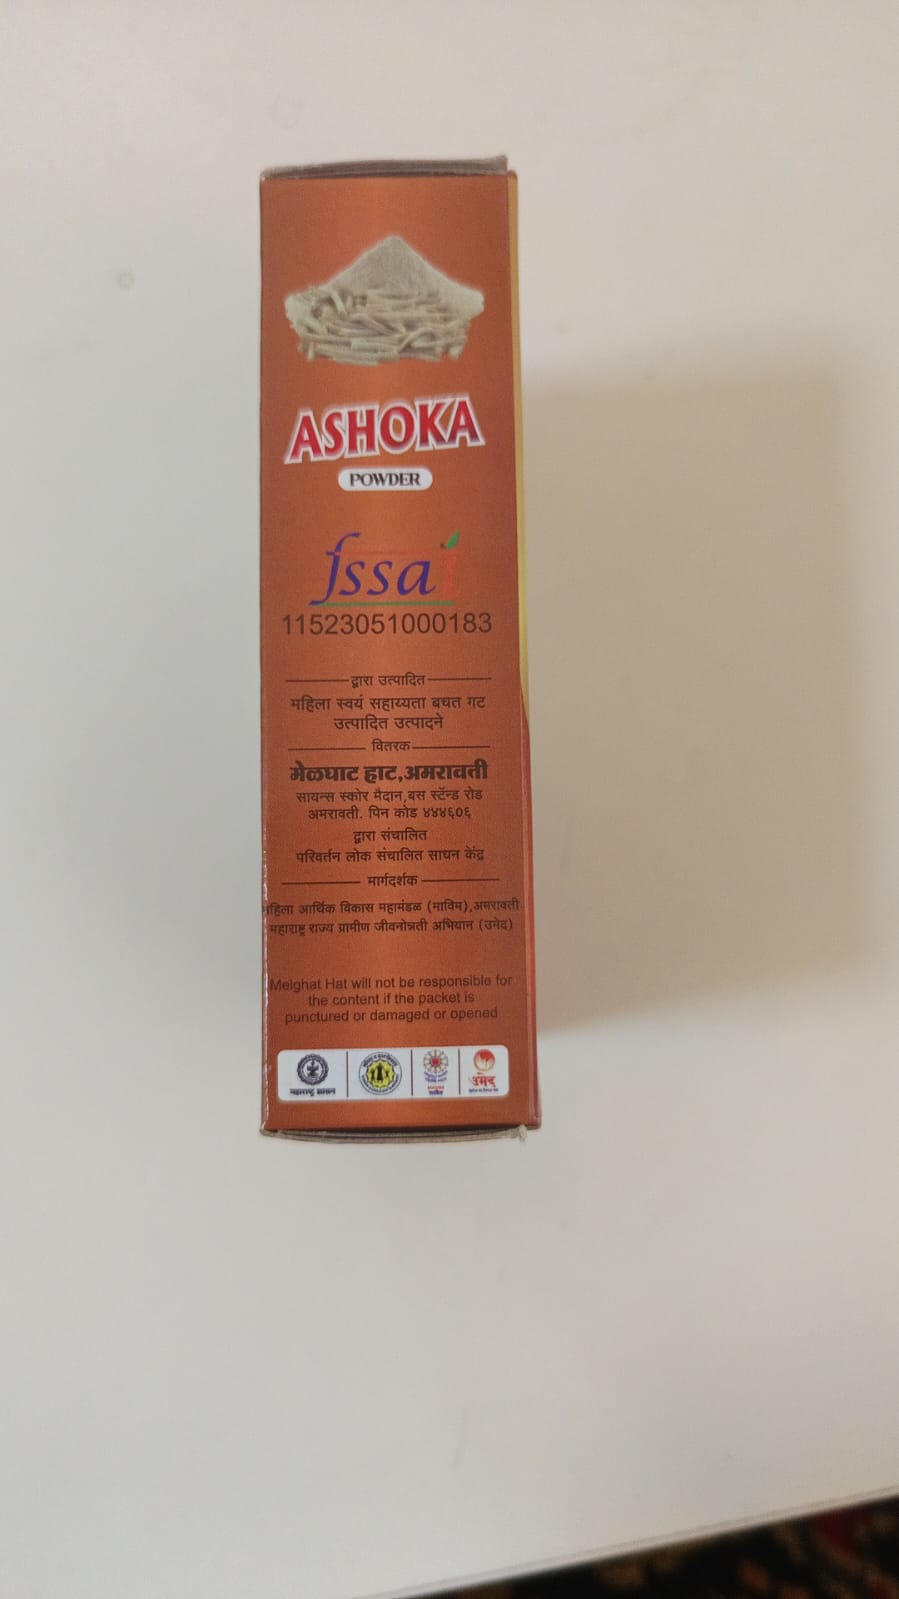 ASHOKA
POWDER
fssai
11523051000183
द्वारा उत्पादित
महिला स्वयं सहाय्यता बचत गट
उत्पादित उत्पादने
वितरक
मेळघाट हाट,अमरावती
सायन्स स्कोर मैदान,बस स्टॅन्ड रोड
अमरावती. पिन कोड ४४४६०६
द्वारा संचालित
परिवर्तन लोक संचालित साधन केंद्र
मार्गदर्शक
महिला आर्थिक विकास महामंडळ (माविम),अमरावती
महाराष्ट्र राज्य ग्रामीण जीवनोन्नती अभियान (उमेद)
Melghat Hat will not be responsible for
the content if the packet is
punctured or damaged or opened
महाराष्ट्र शासन
उमेद